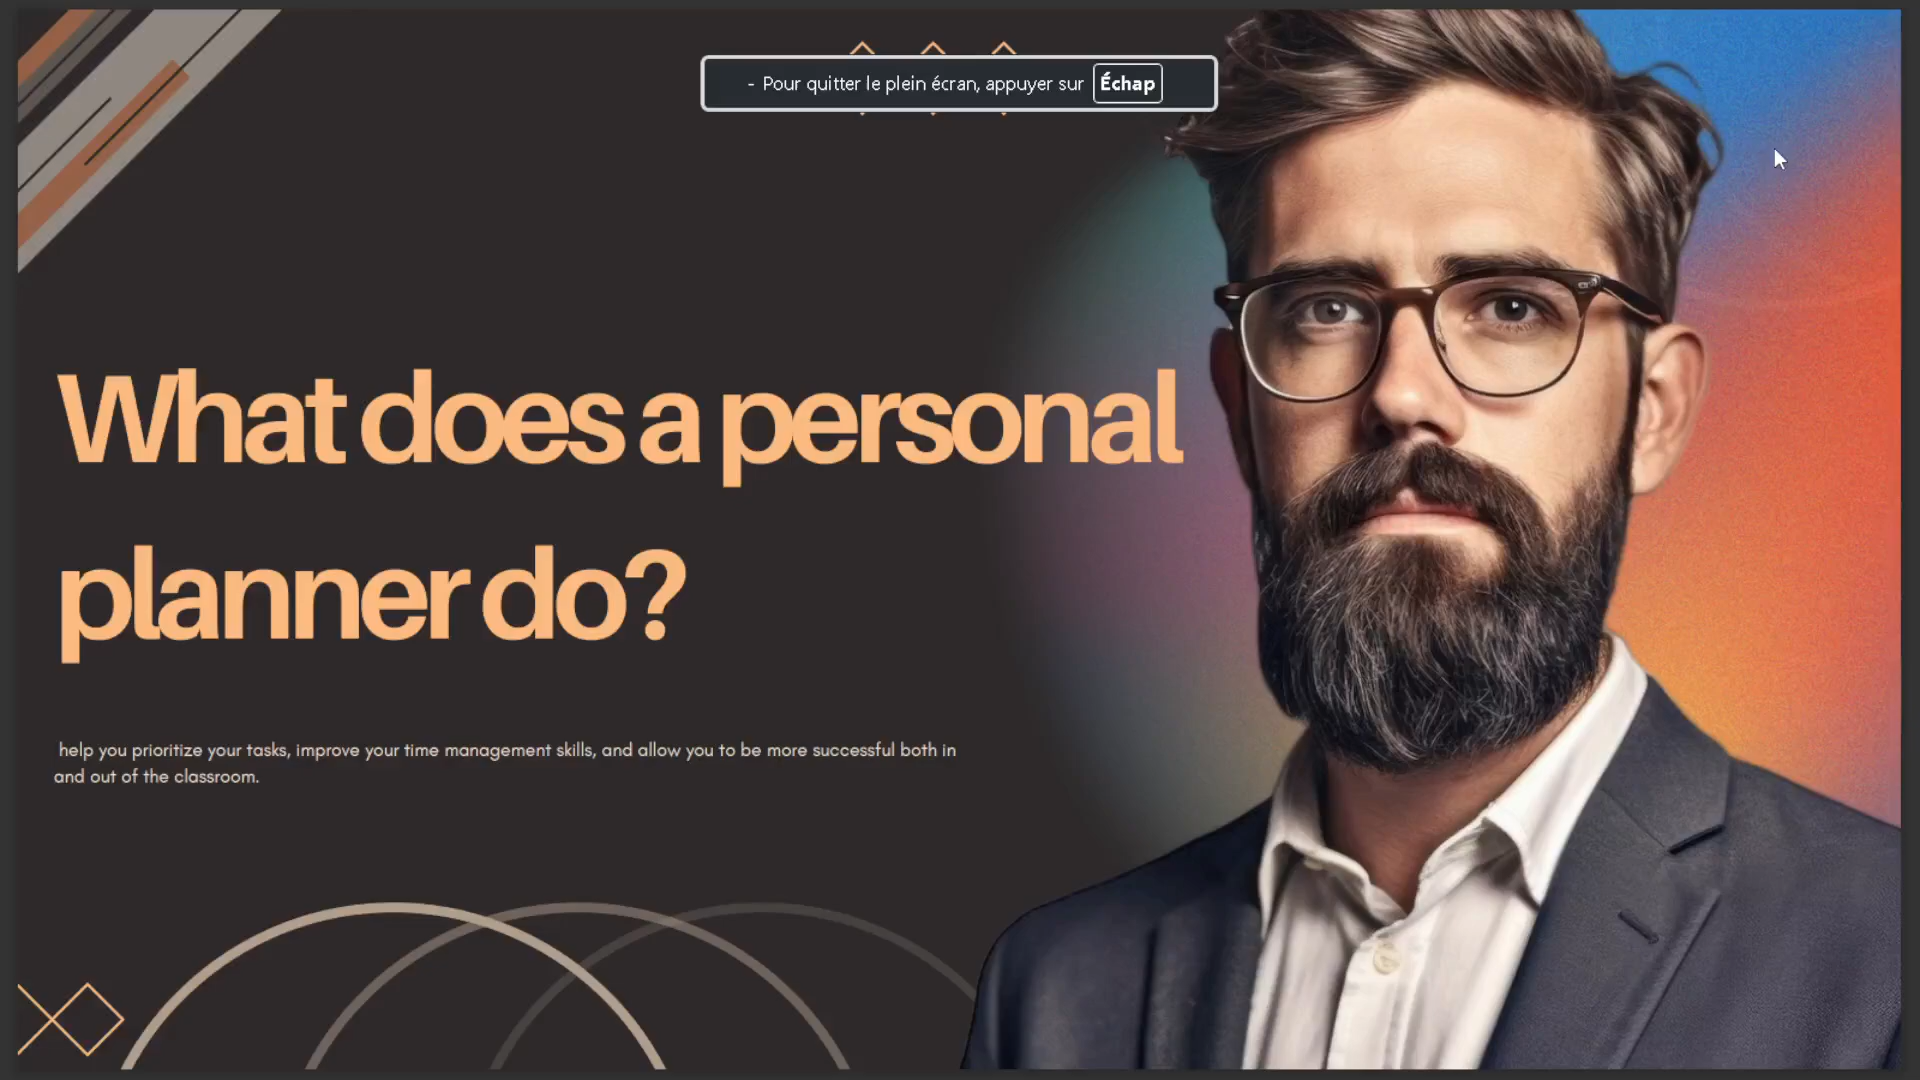 - Pour quitter le plein écran, appuyer sur Échap
What does a personal
planner do?
help you prioritize your tasks, improve your time management skills, and allow you to be more successful both in
and out of the classroom.